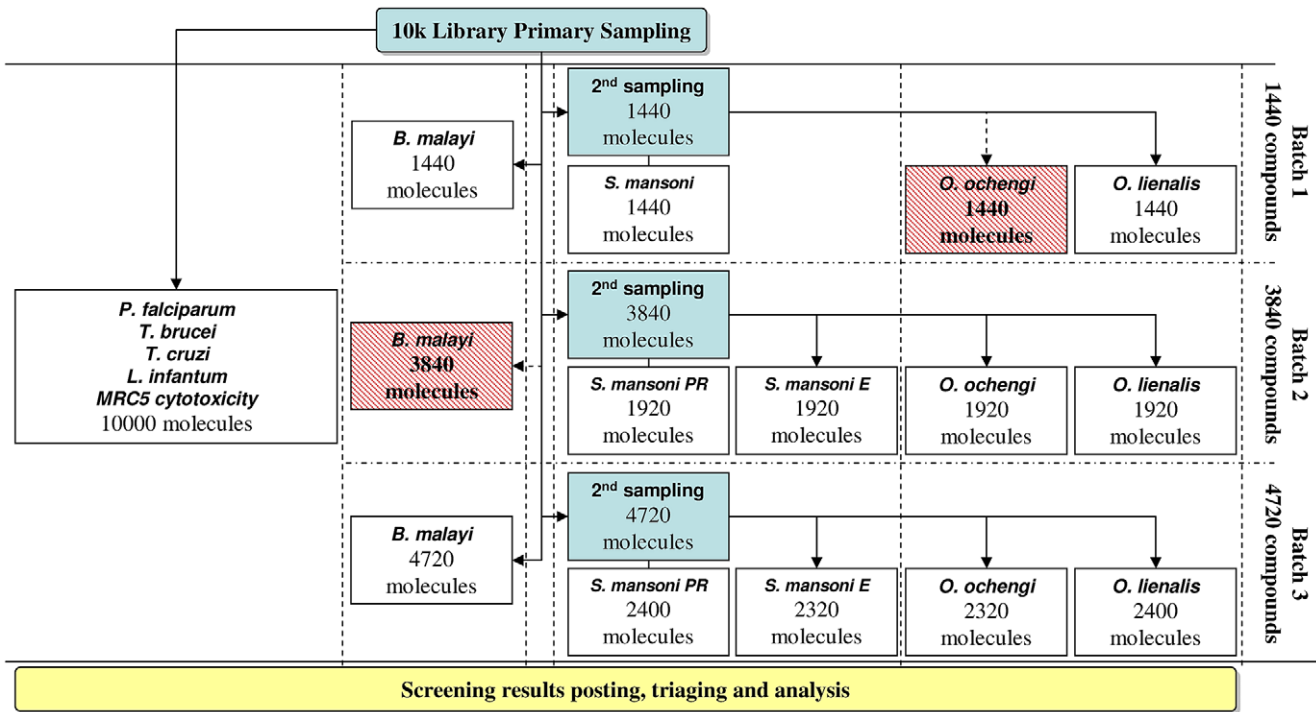 10k Library Primary Sampling
2nd sampling
1440
molecules
B. malayi
1440
molecules
S. mansoni
1440
molecules
O. ochengi
1440
molecules
O. lienalis
1440
molecules
Batch 1
1440 compounds
P. falciparum
T. brucei
T. cruzi
L. infantum
MRC5 cytotoxicity
10000 molecules
2nd sampling
3840
molecules
B. malayi
3840
molecules
S. mansoni PR
1920
molecules
S. mansoni E
1920
molecules
O. ochengi
1920
molecules
O. lienalis
1920
molecules
Batch 2
3840 compounds
2nd sampling
4720
molecules
B. malayi
4720
molecules
S. mansoni PR
2400
molecules
S. mansoni E
2320
molecules
O. ochengi
2320
molecules
O. lienalis
2400
molecules
Batch 3
4720 compounds
Screening results posting, triaging and analysis